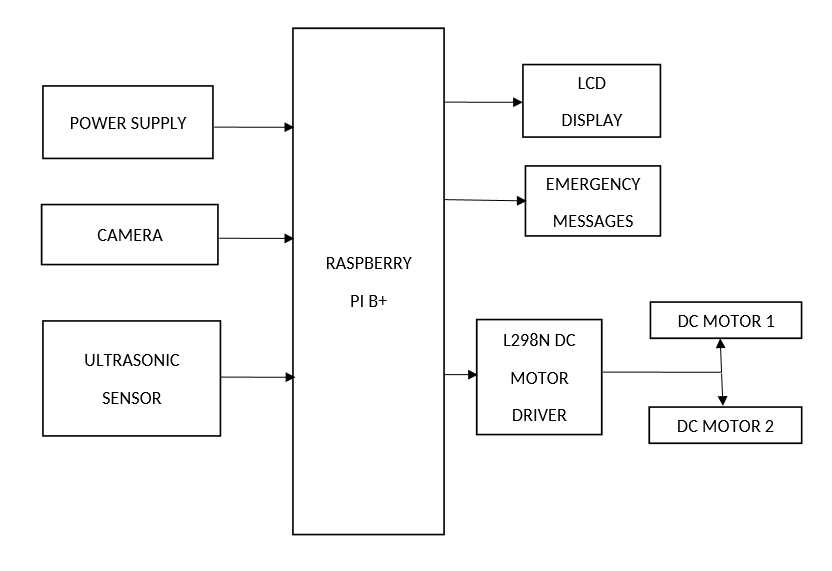 POWER SUPPLY
CAMERA
ULTRASONIC
SENSOR
RASPBERRY
PI B+
LCD
DISPLAY
EMERGENCY
MESSAGES
L298N DC
MOTOR
DRIVER
DC MOTOR 1
DC MOTOR 2